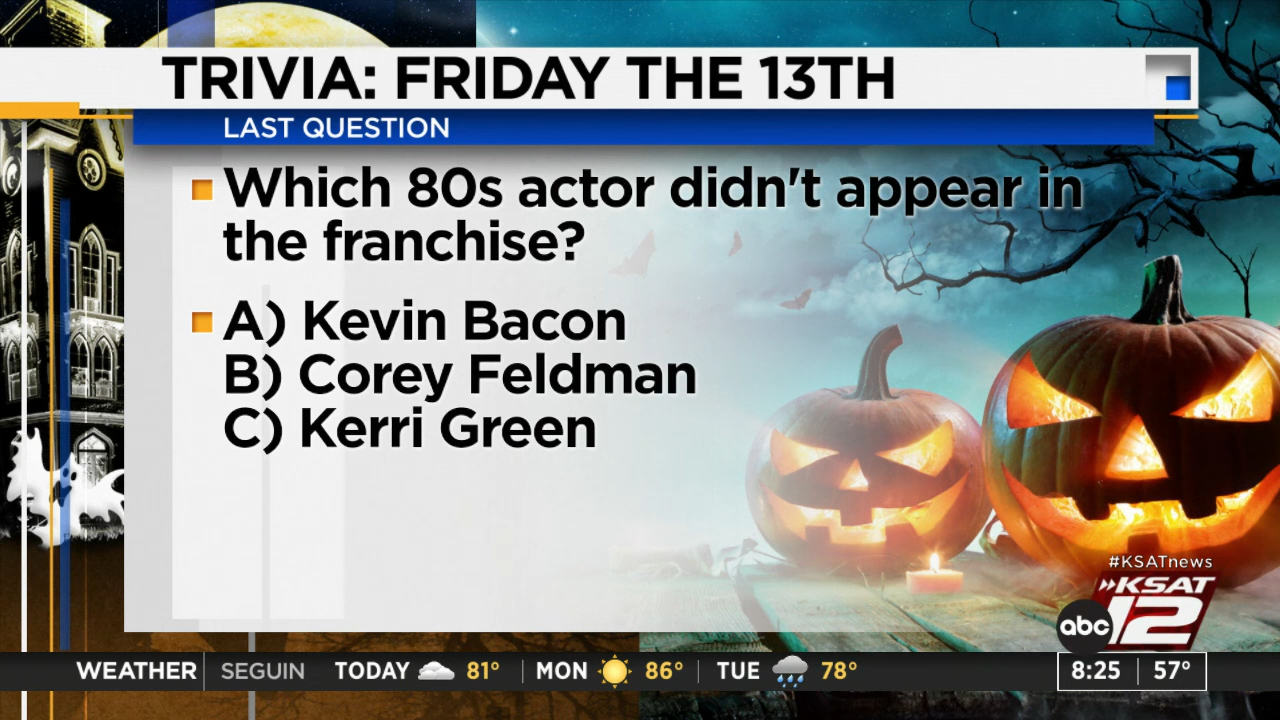 TRIVIA: FRIDAY THE 13TH
LAST QUESTION
Which 80s actor didn't appear in
the franchise?
A) Kevin Bacon
B) Corey Feldman
C) Kerri Green
#KSATnews
KSAT
abc 12
WEATHER SEGUIN TODAY 81° MON 86° TUE 78° 8:25 57°